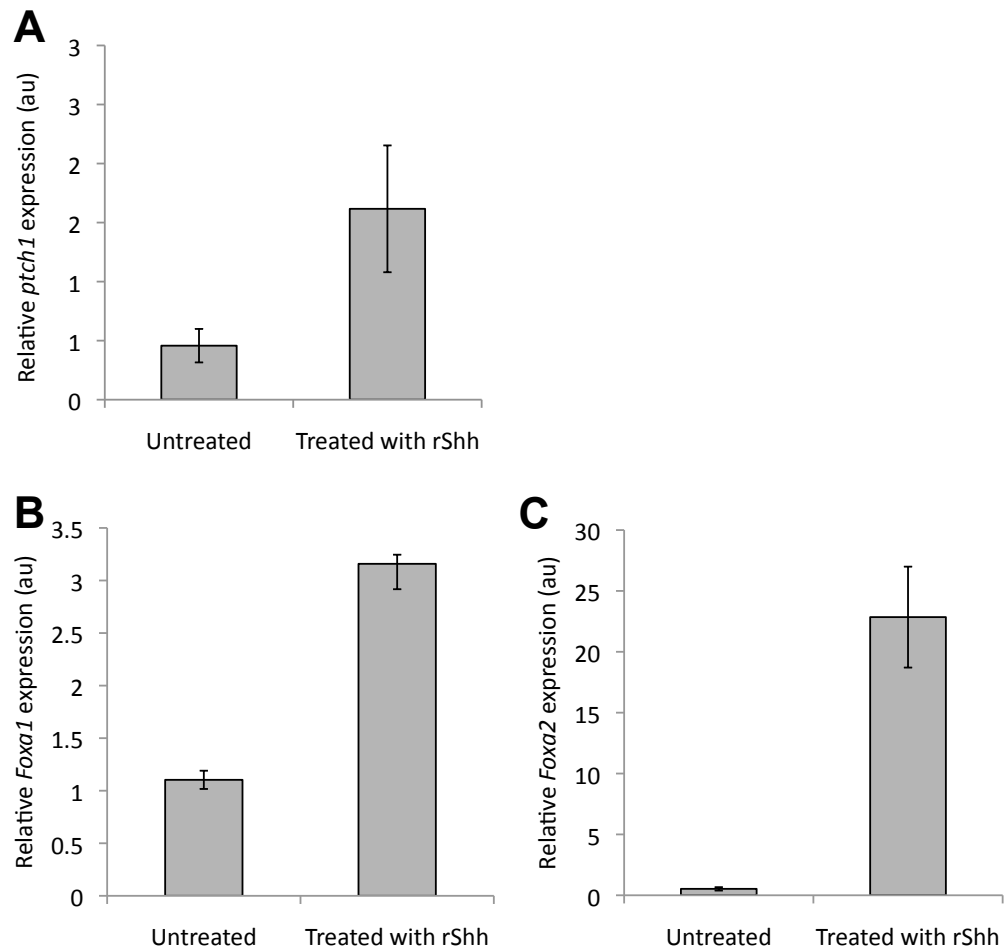 A
Relative ptch1 expression (au)
3
3
2
2
1
1
0
Untreated
Treated with rShh
B
Relative Foxa1 expression (au)
3.5
3
2.5
2
1.5
1
0.5
0
Untreated
Treated with rShh
C
Relative Foxa2 expression (au)
30
25
20
15
10
5
0
Untreated
Treated with rShh